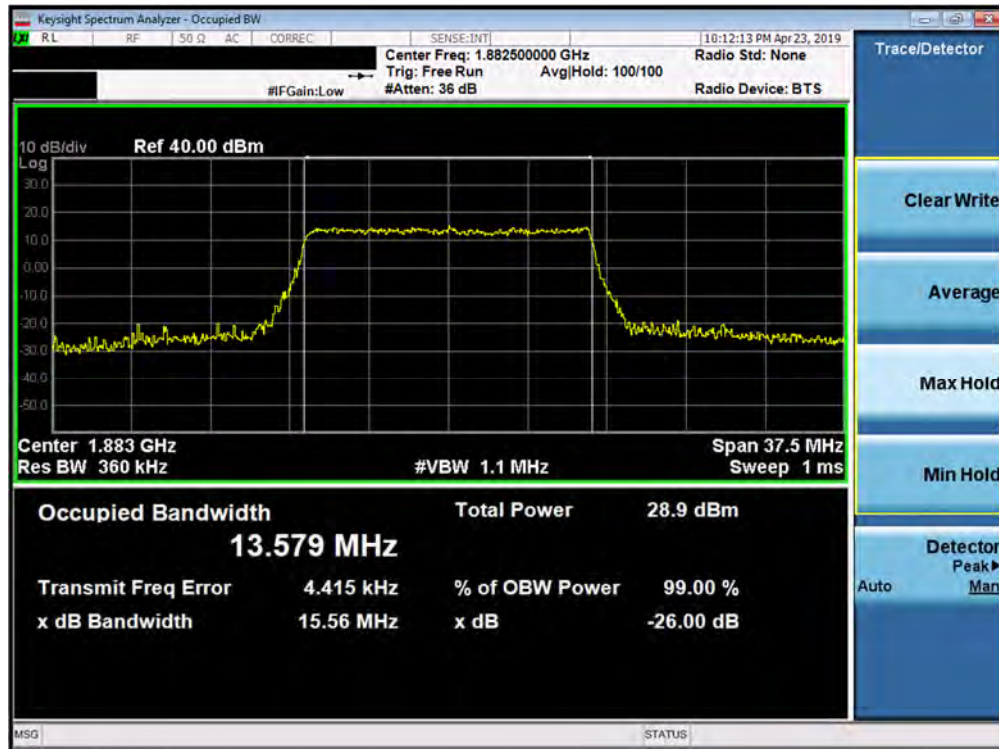 Keysight Spectrum Analyzer - Occupied BW
LXI RL RF 50 Ω AC CORREC SENSE:INT 10:12:13 PM Apr 23, 2019
Center Freq: 1.882500000 GHz Radio Std: None
Trig: Free Run Avg|Hold: 100/100
#IFGain:Low #Atten: 36 dB Radio Device: BTS
10 dB/div Ref 40.00 dBm
Log
30.0
20.0
10.0
0.00
-10.0
-20.0
-30.0
-40.0
-50.0
Center 1.883 GHz Span 37.5 MHz
Res BW 360 kHz #VBW 1.1 MHz Sweep 1 ms
Occupied Bandwidth Total Power 28.9 dBm
13.579 MHz
Transmit Freq Error 4.415 kHz % of OBW Power 99.00 %
x dB Bandwidth 15.56 MHz x dB -26.00 dB
MSG STATUS
Trace/Detector
Clear Write
Average
Max Hold
Min Hold
Detector
Peak▶
Auto Man